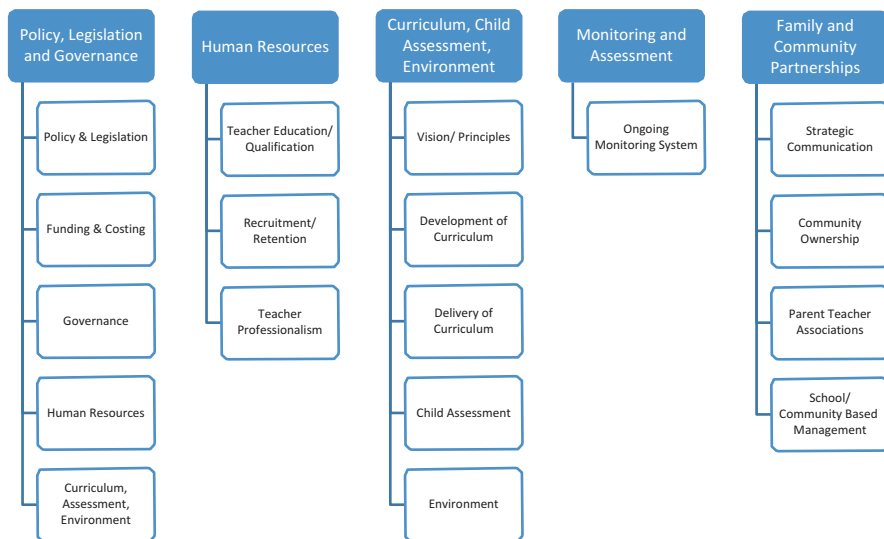 Policy, Legislation
and Governance
Policy & Legislation
Funding & Costing
Governance
Human Resources
Curriculum,
Assessment,
Environment
Human Resources
Teacher Education/
Qualification
Recruitment/
Retention
Teacher
Professionalism
Curriculum, Child
Assessment,
Environment
Vision/ Principles
Development of
Curriculum
Delivery of
Curriculum
Child Assessment
Environment
Monitoring and
Assessment
Ongoing
Monitoring System
Family and
Community
Partnerships
Strategic
Communication
Community
Ownership
Parent Teacher
Associations
School/
Community Based
Management